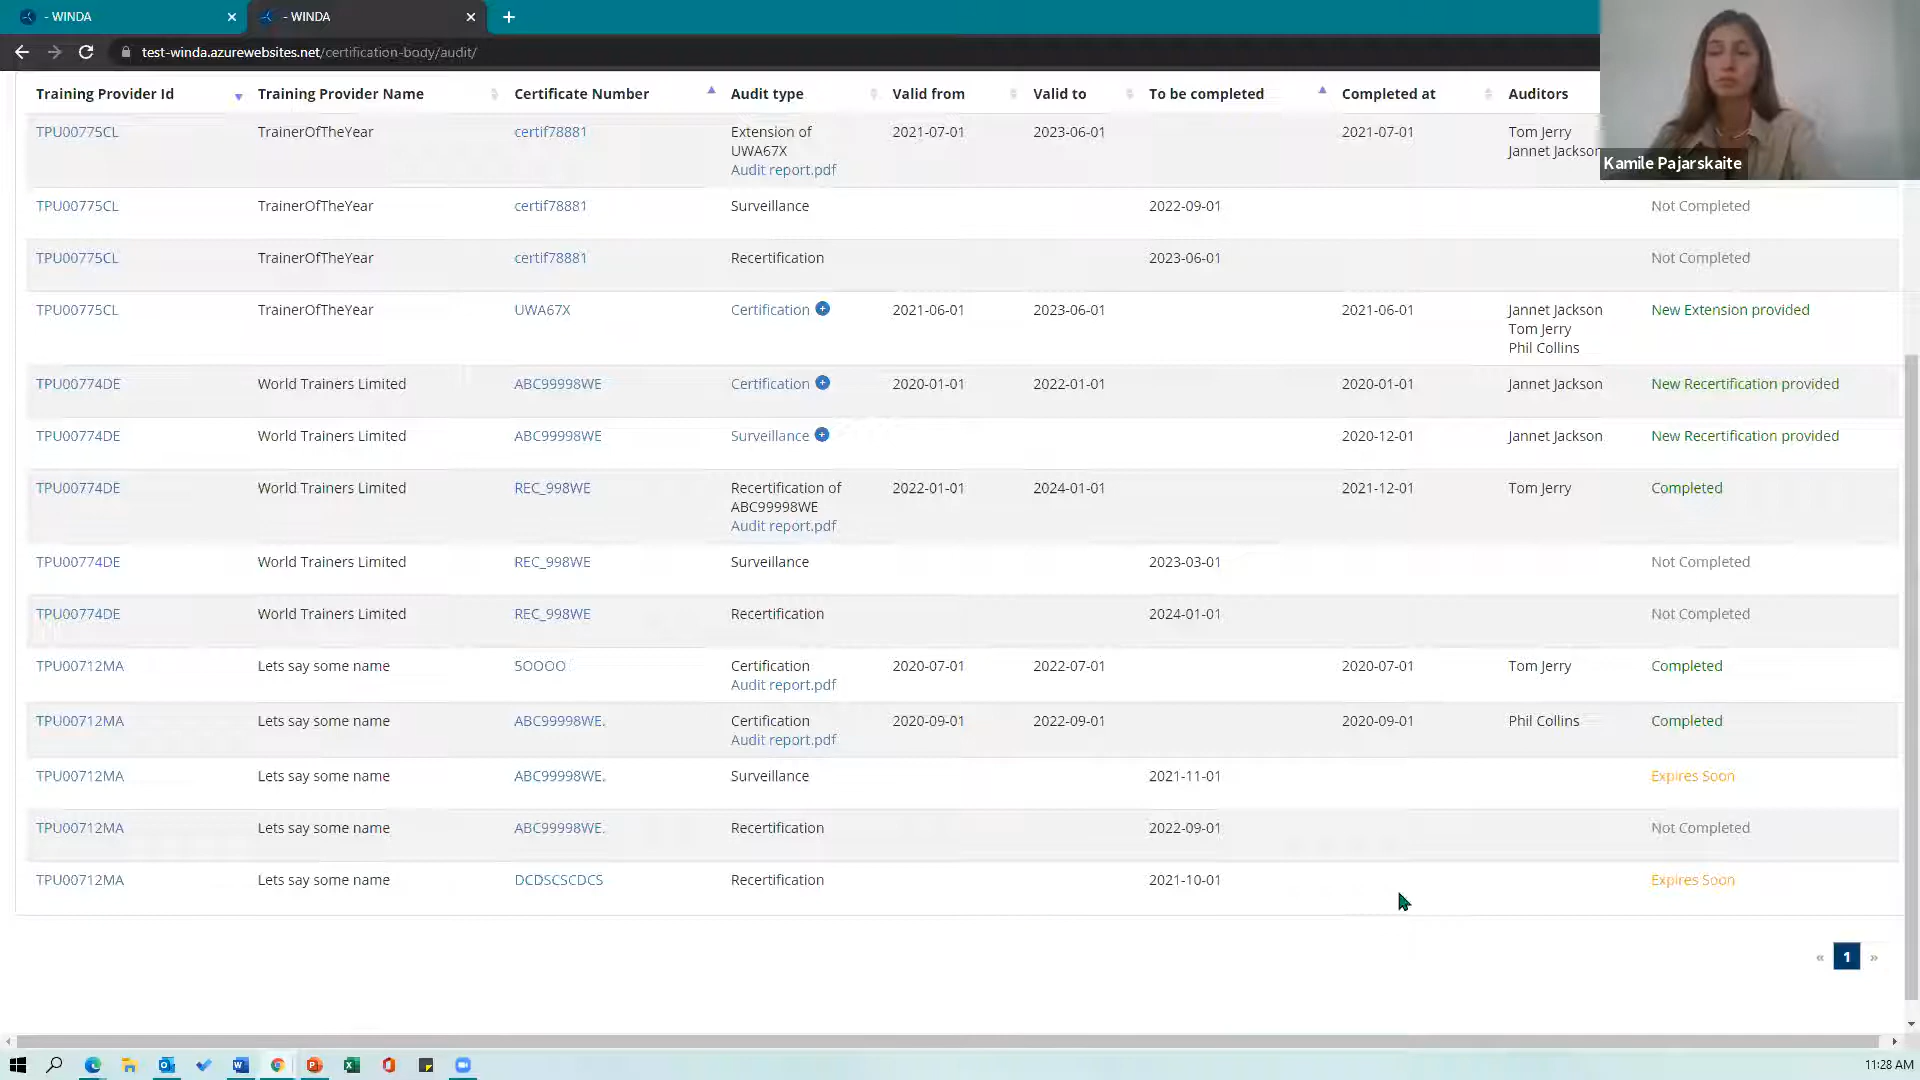 - WINDA
- WINDA
test-winda.azurewebsites.net/certification-body/audit/
Kamile Pajarskaite
Training Provider Id Training Provider Name Certificate Number Audit type Valid from Valid to To be completed Completed at Auditors
TPU00775CL TrainerOfTheYear certif78881 Extension of 2021-07-01 2023-06-01 2021-07-01 Tom Jerry
UWA67X Jannet Jackson
Audit report.pdf
TPU00775CL TrainerOfTheYear certif78881 Surveillance 2022-09-01 Not Completed
TPU00775CL TrainerOfTheYear certif78881 Recertification 2023-06-01 Not Completed
TPU00775CL TrainerOfTheYear UWA67X Certification 2021-06-01 2023-06-01 2021-06-01 Jannet Jackson New Extension provided
Tom Jerry
Phil Collins
TPU00774DE World Trainers Limited ABC99998WE Certification 2020-01-01 2022-01-01 2020-01-01 Jannet Jackson New Recertification provided
TPU00774DE World Trainers Limited ABC99998WE Surveillance 2020-12-01 Jannet Jackson New Recertification provided
TPU00774DE World Trainers Limited REC_998WE Recertification of 2022-01-01 2024-01-01 2021-12-01 Tom Jerry Completed
ABC99998WE
Audit report.pdf
TPU00774DE World Trainers Limited REC_998WE Surveillance 2023-03-01 Not Completed
TPU00774DE World Trainers Limited REC_998WE Recertification 2024-01-01 Not Completed
TPU00712MA Lets say some name 5OOOO Certification 2020-07-01 2022-07-01 2020-07-01 Tom Jerry Completed
Audit report.pdf
TPU00712MA Lets say some name ABC99998WE. Certification 2020-09-01 2022-09-01 2020-09-01 Phil Collins Completed
Audit report.pdf
TPU00712MA Lets say some name ABC99998WE. Surveillance 2021-11-01 Expires Soon
TPU00712MA Lets say some name ABC99998WE. Recertification 2022-09-01 Not Completed
TPU00712MA Lets say some name DCDSCSCDCS Recertification 2021-10-01 Expires Soon
« 1 »
11:28 AM